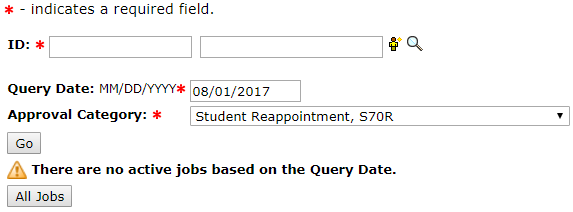 * - indicates a required field.
ID: *
Query Date: MM/DD/YYYY* 08/01/2017
Approval Category: * Student Reappointment, S70R
Go
There are no active jobs based on the Query Date.
All Jobs